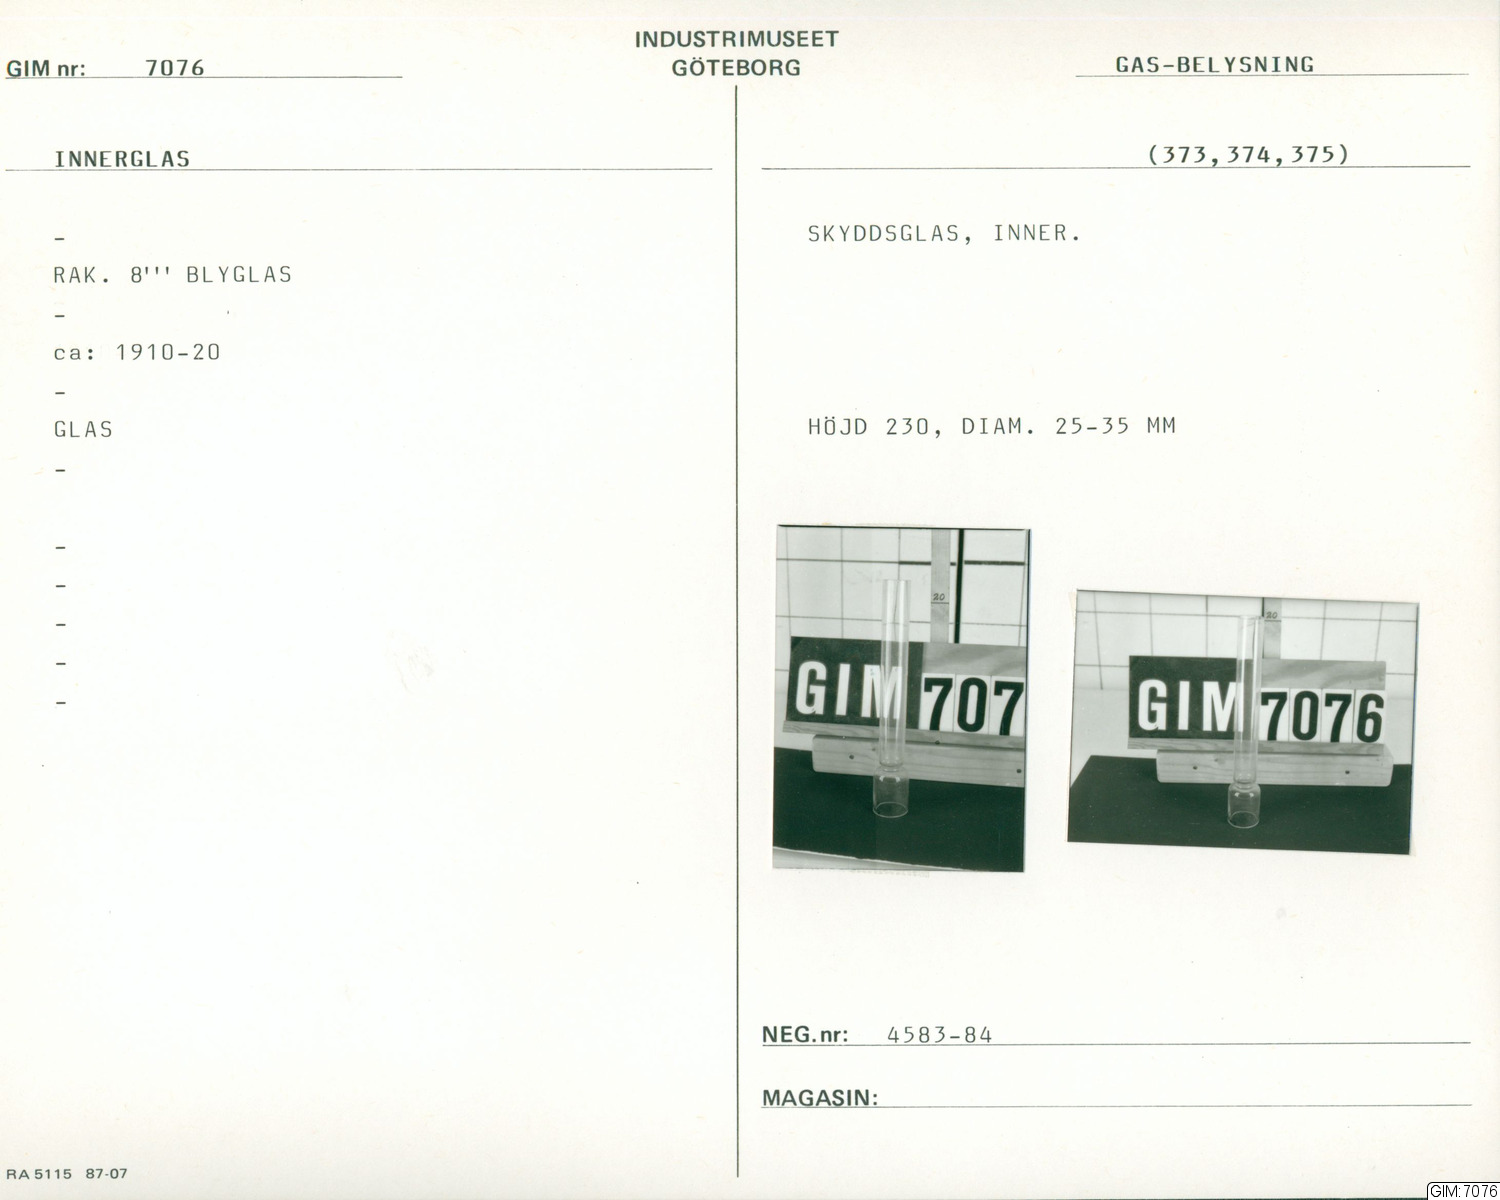 INDUSTRIMUSEET
GÖTEBORG
GIM nr: 7076
GAS-BELYSNING
INNERGLAS
(373,374,375)
-
RAK. 8''' BLYGLAS
-
ca: 1910-20
-
GLAS
-
-
-
-
-
-
SKYDDSGLAS, INNER.
HÖJD 230, DIAM. 25-35 MM
20
GIM 707
20
GIM 7076
NEG.nr: 4583-84
MAGASIN:
RA 5115 87-07
GIM:7076